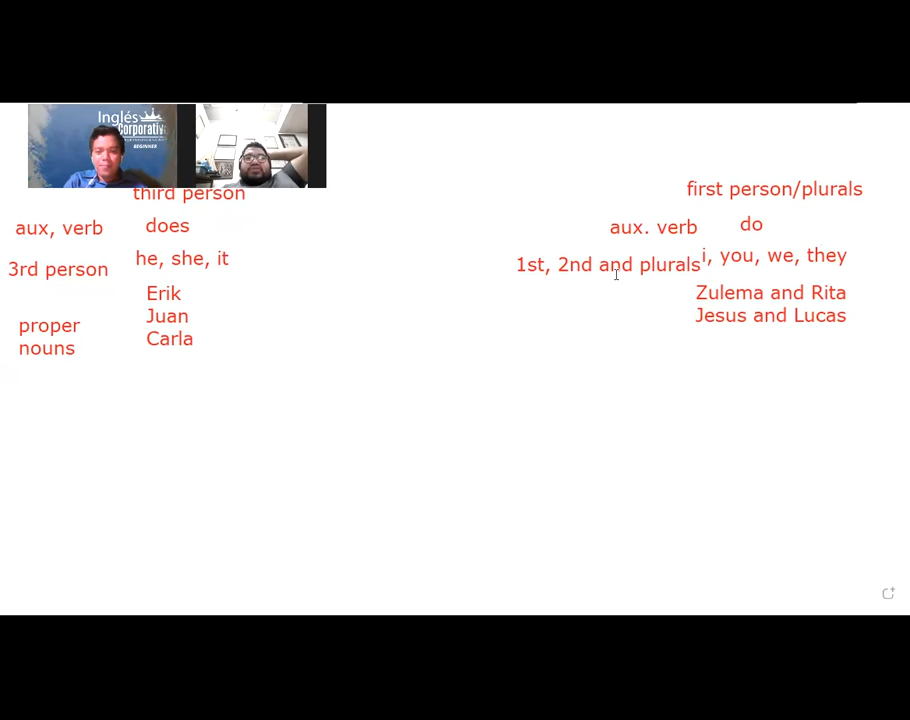 Inglés
Corporativo
BEGINNER
third person
aux, verb does
3rd person he, she, it
Erik
Juan
proper
nouns Carla
first person/plurals
aux. verb do
1st, 2nd and plurals i, you, we, they
Zulema and Rita
Jesus and Lucas